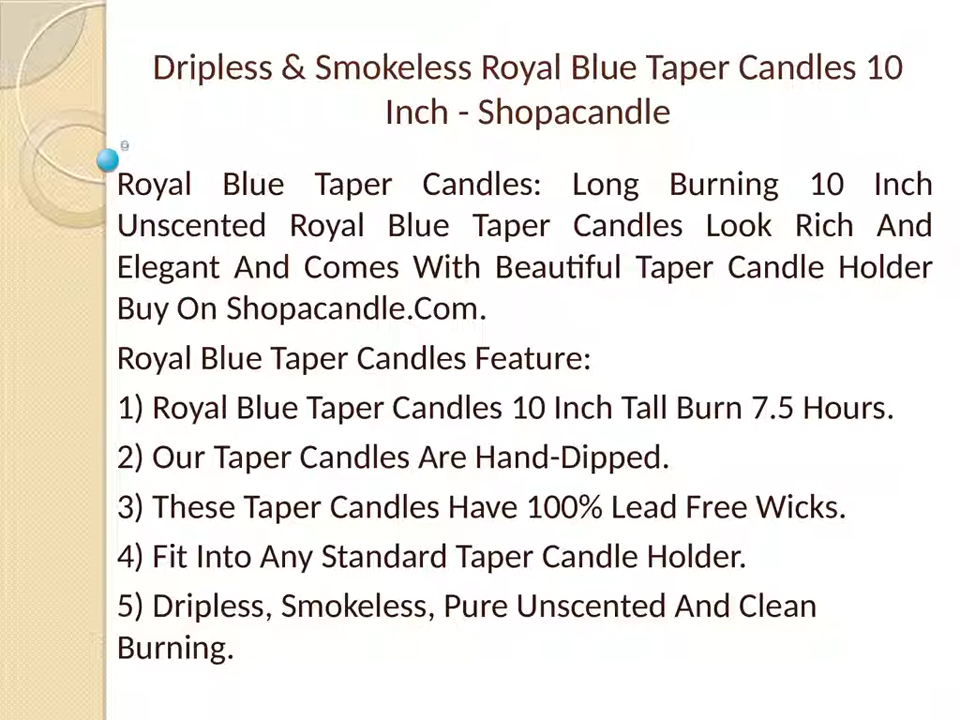 Dripless & Smokeless Royal Blue Taper Candles 10
Inch - Shopacandle
Royal Blue Taper Candles: Long Burning 10 Inch
Unscented Royal Blue Taper Candles Look Rich And
Elegant And Comes With Beautiful Taper Candle Holder
Buy On Shopacandle.Com.
Royal Blue Taper Candles Feature:
1) Royal Blue Taper Candles 10 Inch Tall Burn 7.5 Hours.
2) Our Taper Candles Are Hand-Dipped.
3) These Taper Candles Have 100% Lead Free Wicks.
4) Fit Into Any Standard Taper Candle Holder.
5) Dripless, Smokeless, Pure Unscented And Clean
Burning.